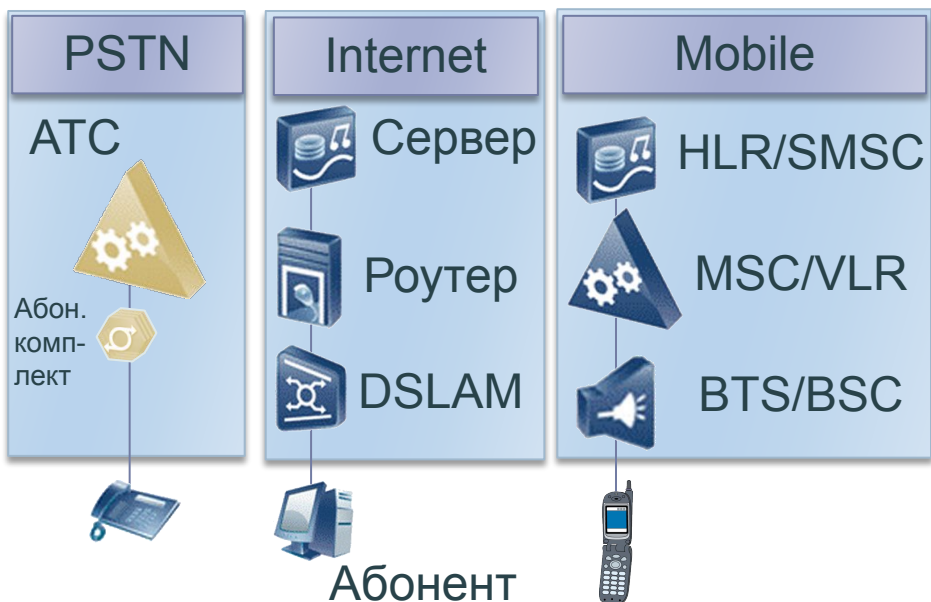 PSTN
АТС
Абон.
комп-
лект
Internet
Сервер
Роутер
DSLAM
Mobile
HLR/SMSC
MSC/VLR
BTS/BSC
Абонент